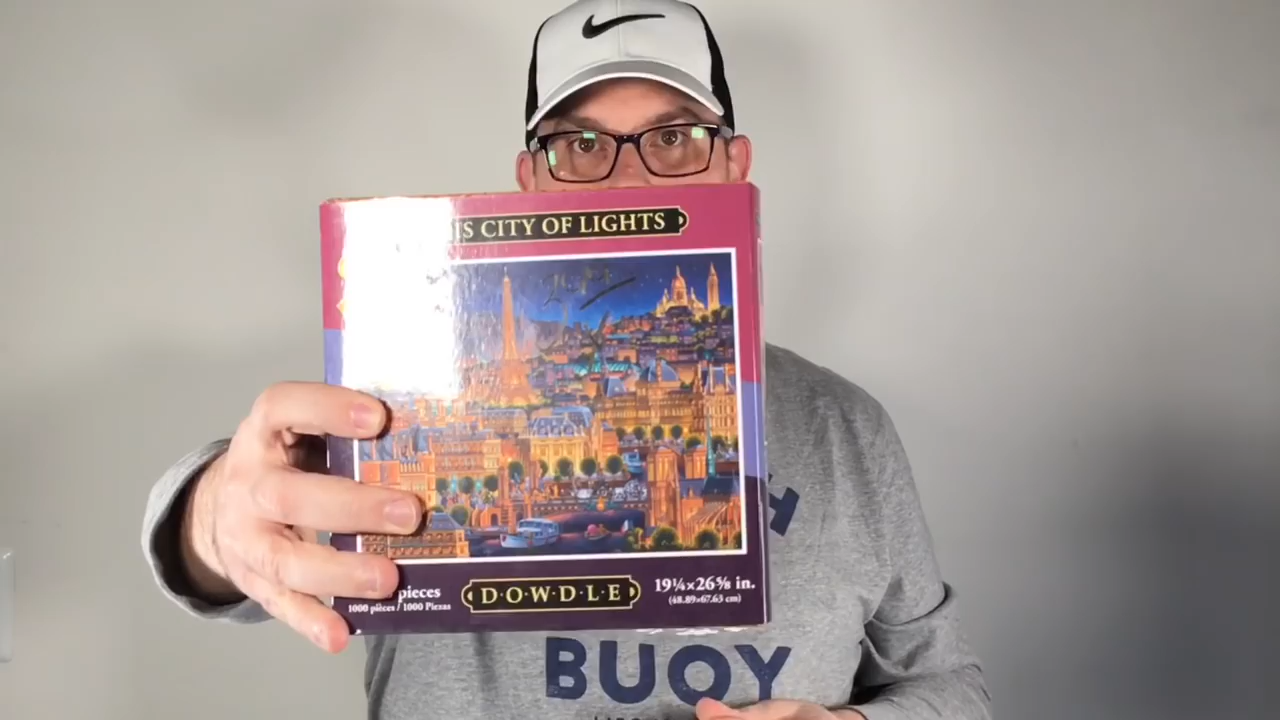 IS CITY OF LIGHTS
pieces
1000 pièces / 1000 Piezas
D·O·W·D·L·E
19¼×26⅝ in.
(48.89×67.63 cm)
H
BUOY